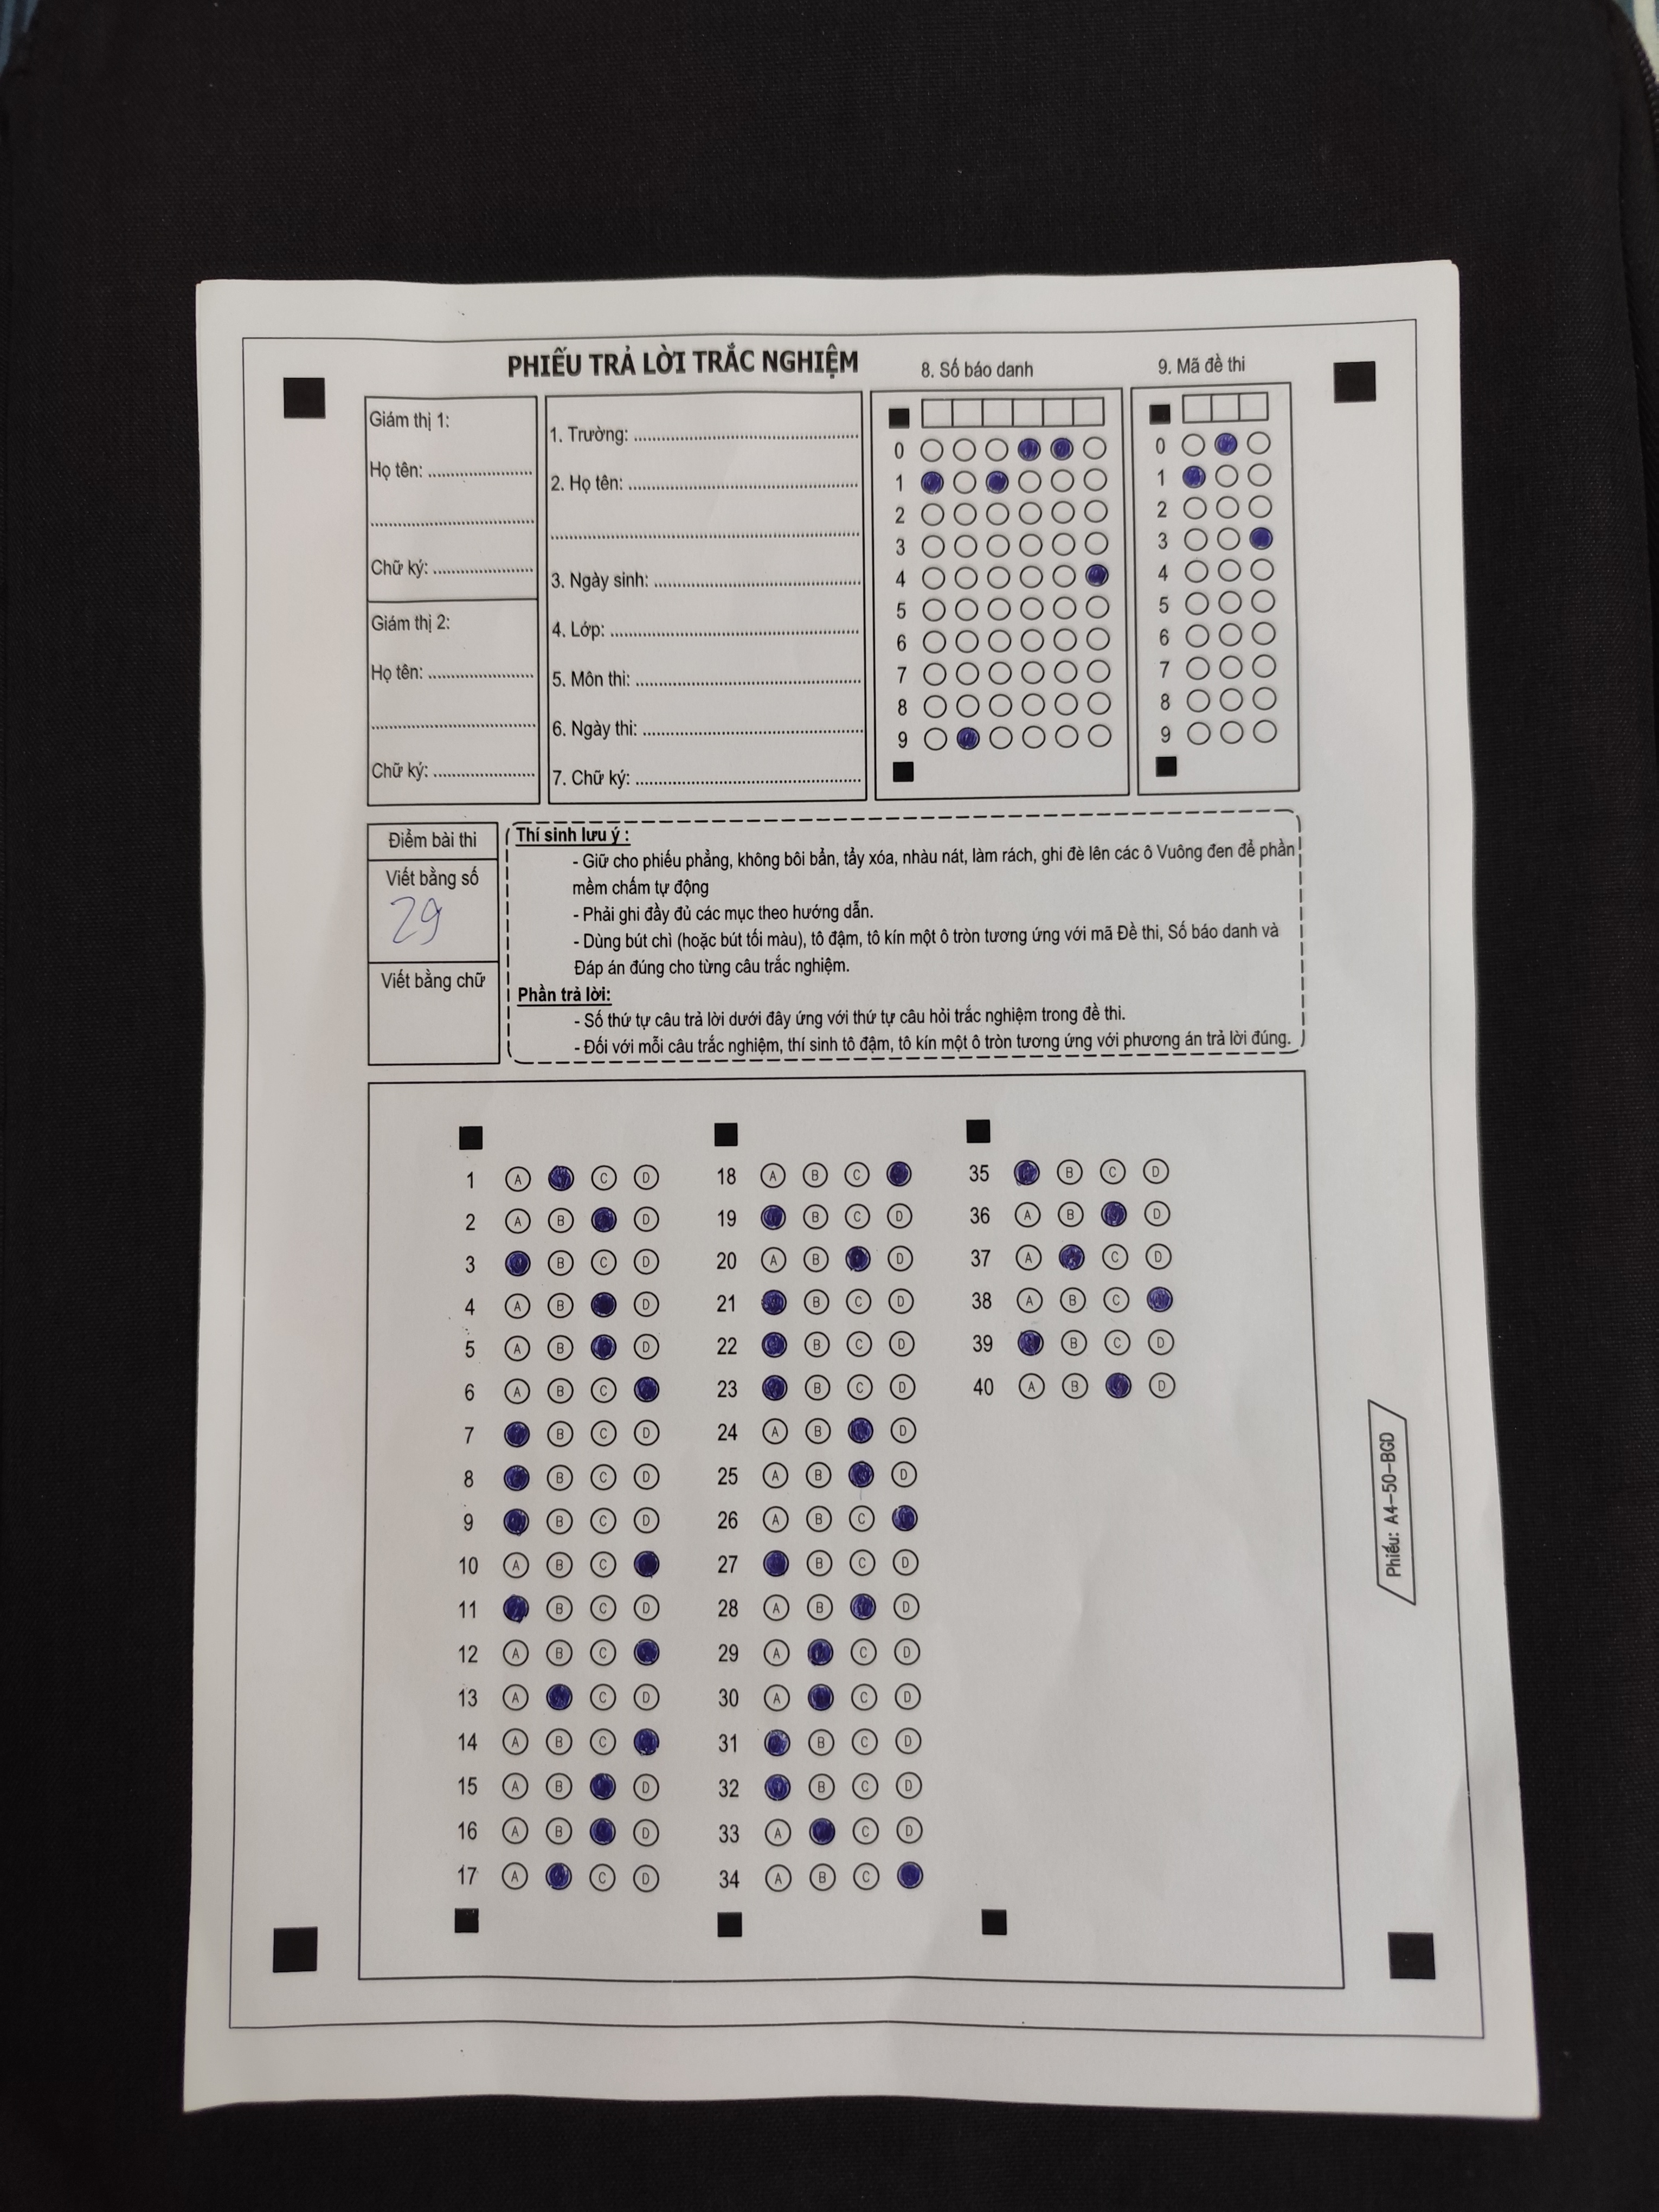 PHIẾU TRẢ LỜI TRẮC NGHIỆM
Giám thị 1:
Họ tên: ....................
....................
Chữ ký: ....................
Giám thị 2:
Họ tên: ....................
....................
Chữ ký: ....................
1. Trường: ....................
2. Họ tên: ....................
....................
3. Ngày sinh: ....................
4. Lớp: ....................
5. Môn thi: ....................
6. Ngày thi: ....................
7. Chữ ký: ....................
8. Số báo danh
0
1
2
3
4
5
6
7
8
9
9. Mã đề thi
0
1
2
3
4
5
6
7
8
9
Điểm bài thi
Viết bằng số
29
Viết bằng chữ
Thí sinh lưu ý :
- Giữ cho phiếu phẳng, không bôi bẩn, tẩy xóa, nhàu nát, làm rách, ghi đè lên các ô Vuông đen để phần
mềm chấm tự động
- Phải ghi đầy đủ các mục theo hướng dẫn.
- Dùng bút chì (hoặc bút tối màu), tô đậm, tô kín một ô tròn tương ứng với mã Đề thi, Số báo danh và
Đáp án đúng cho từng câu trắc nghiệm.
Phần trả lời:
- Số thứ tự câu trả lời dưới đây ứng với thứ tự câu hỏi trắc nghiệm trong đề thi.
- Đối với mỗi câu trắc nghiệm, thí sinh tô đậm, tô kín một ô tròn tương ứng với phương án trả lời đúng.
1 A C D
2 A B D
3 B C D
4 A B D
5 A B D
6 A B C
7 B C D
8 B C D
9 B C D
10 A B C
11 B C D
12 A B C
13 A C D
14 A B C
15 A B D
16 A B D
17 A C D
18 A B C
19 B C D
20 A B D
21 B C D
22 B C D
23 B C D
24 A B D
25 A B D
26 A B C
27 B C D
28 A B D
29 A C D
30 A C D
31 B C D
32 B C D
33 A C D
34 A B C
35 B C D
36 A B D
37 A C D
38 A B C
39 B C D
40 A B D
Phiếu: A4-50-BGD